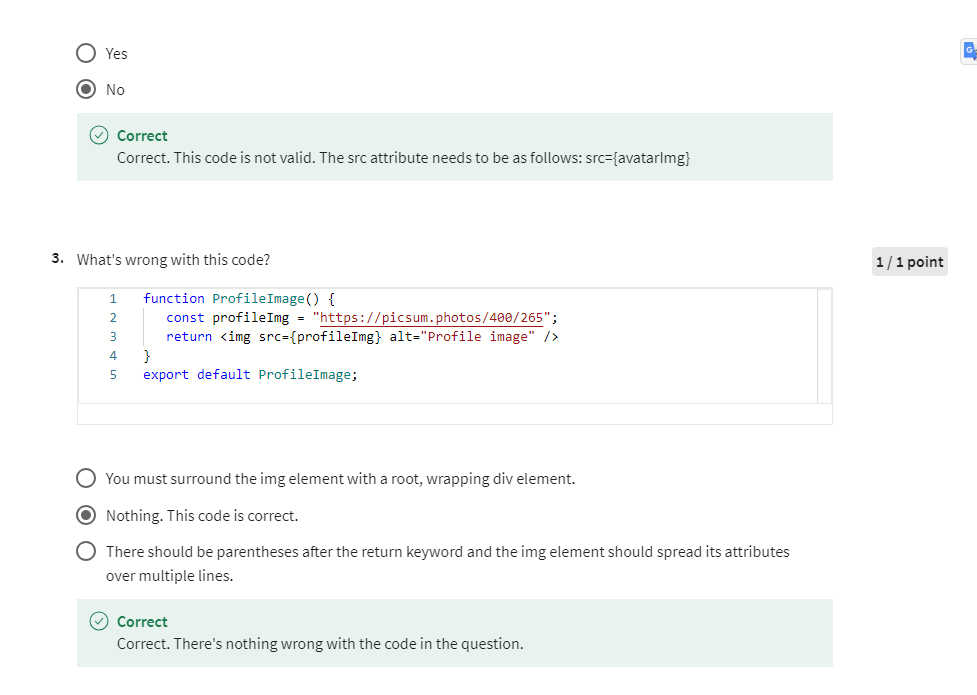 Yes
No
Correct
Correct. This code is not valid. The src attribute needs to be as follows: src={avatarImg}
3. What's wrong with this code?
1 / 1 point
1 function ProfileImage() {
2 const profileImg = "https://picsum.photos/400/265";
3 return <img src={profileImg} alt="Profile image" />
4 }
5 export default ProfileImage;
You must surround the img element with a root, wrapping div element.
Nothing. This code is correct.
There should be parentheses after the return keyword and the img element should spread its attributes
over multiple lines.
Correct
Correct. There's nothing wrong with the code in the question.